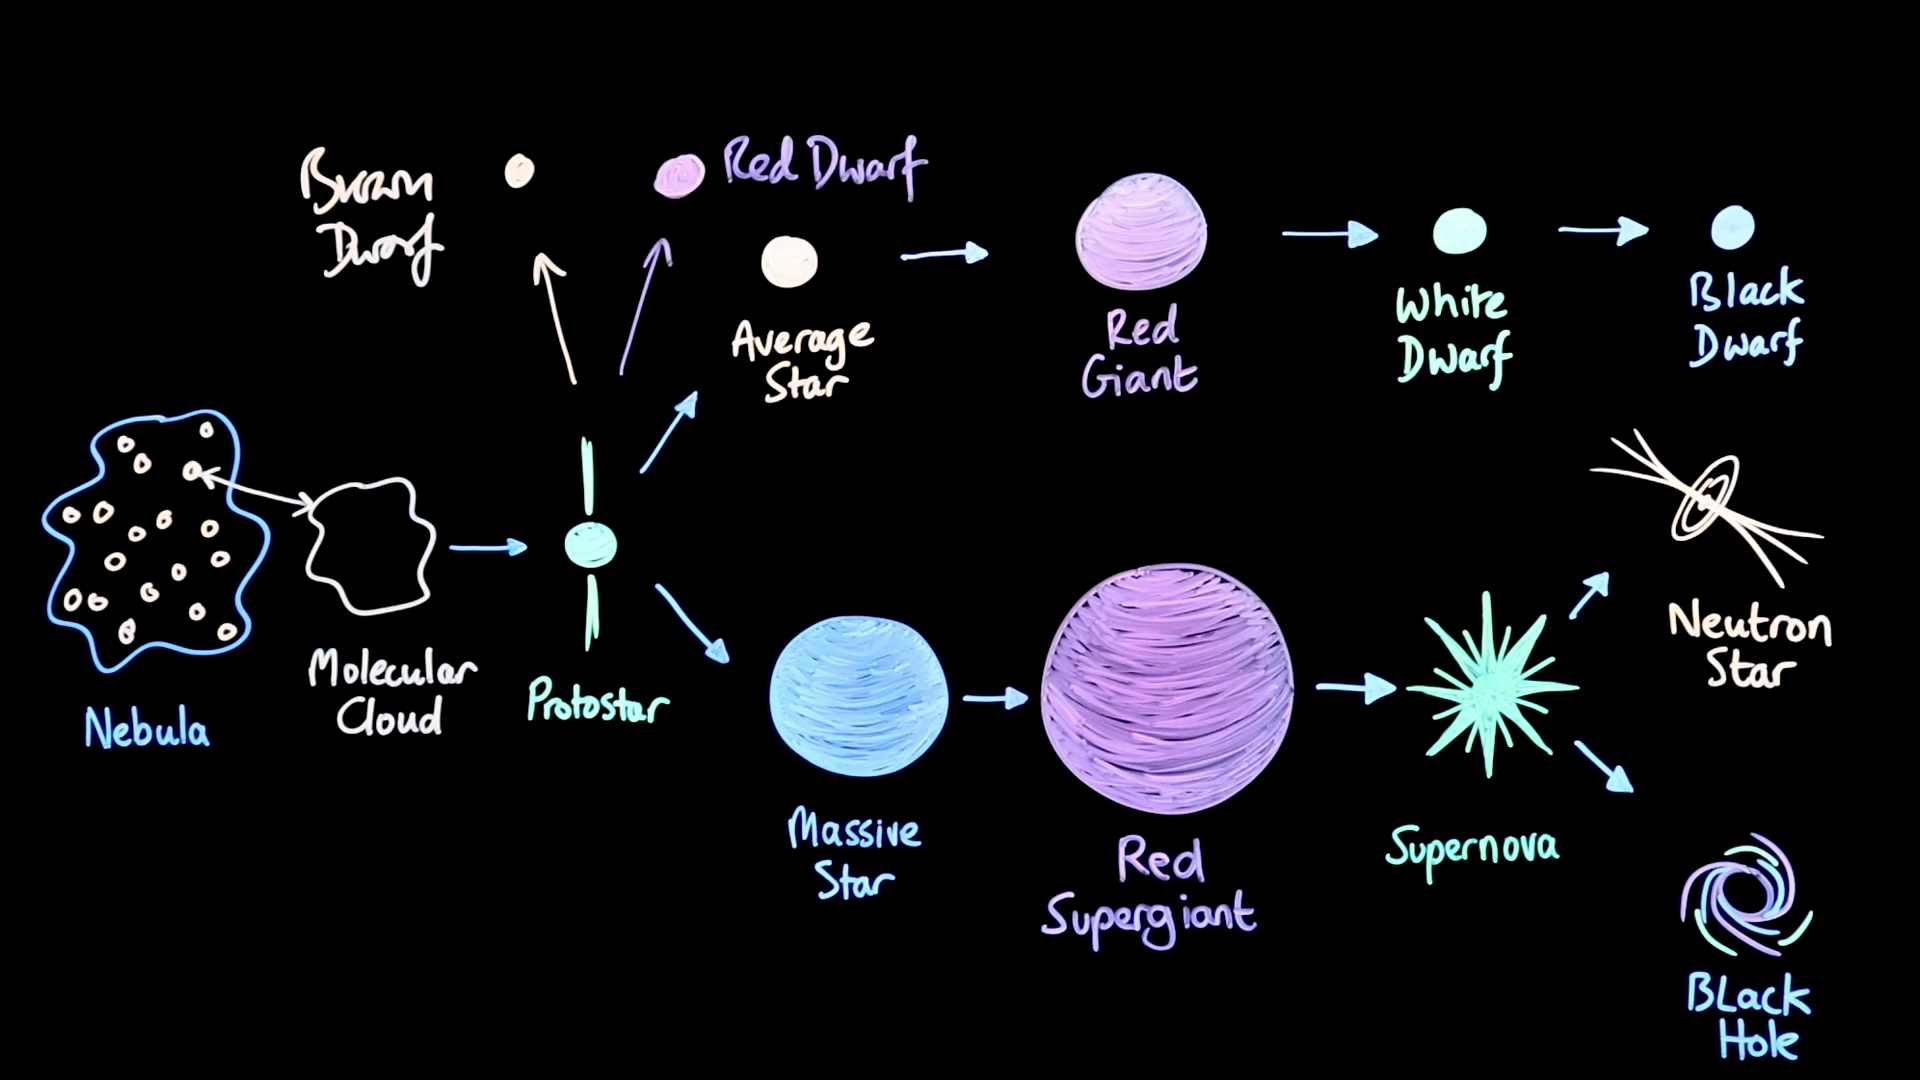 Brown
Dwarf
Red Dwarf
Average
Star
Red
Giant
White
Dwarf
Black
Dwarf
Nebula
Molecular
Cloud
Protostar
Massive
Star
Red
Supergiant
Supernova
Neutron
Star
BLack
Hole